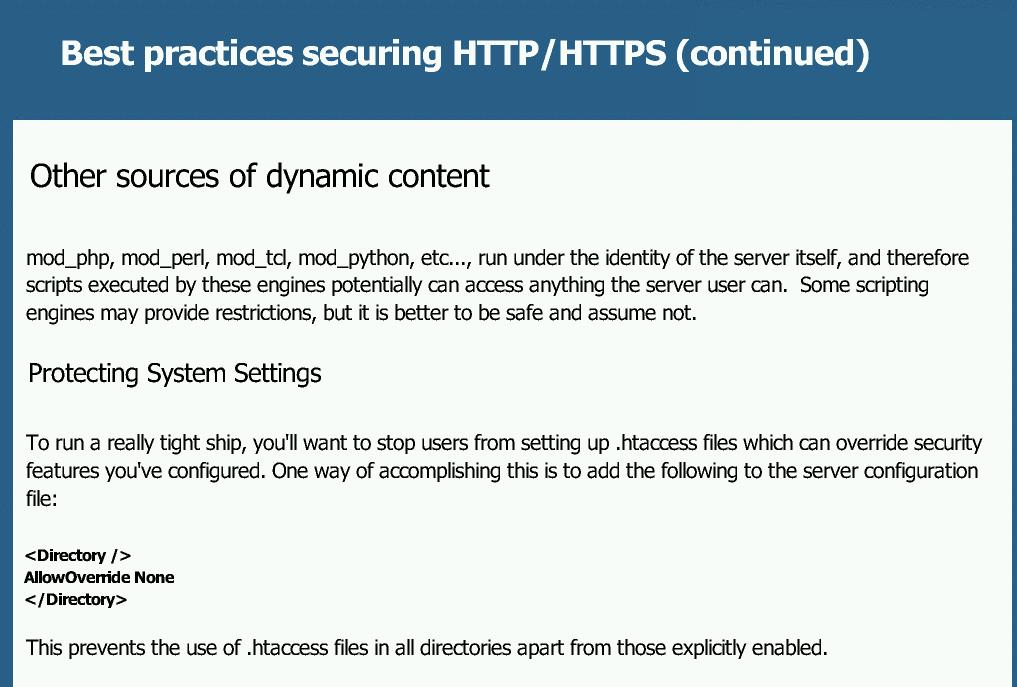 Best practices securing HTTP/HTTPS (continued)
Other sources of dynamic content
mod_php, mod_perl, mod_tcl, mod_python, etc..., run under the identity of the server itself, and therefore
scripts executed by these engines potentially can access anything the server user can.  Some scripting
engines may provide restrictions, but it is better to be safe and assume not.
Protecting System Settings
To run a really tight ship, you'll want to stop users from setting up .htaccess files which can override security
features you've configured. One way of accomplishing this is to add the following to the server configuration
file:
<Directory />
AllowOverride None
</Directory>
This prevents the use of .htaccess files in all directories apart from those explicitly enabled.